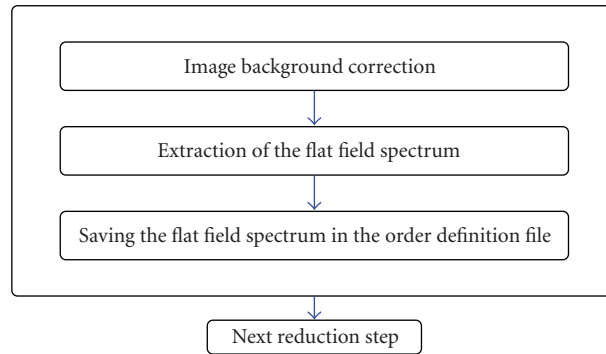 Image background correction
Extraction of the flat field spectrum
Saving the flat field spectrum in the order definition file
Next reduction step